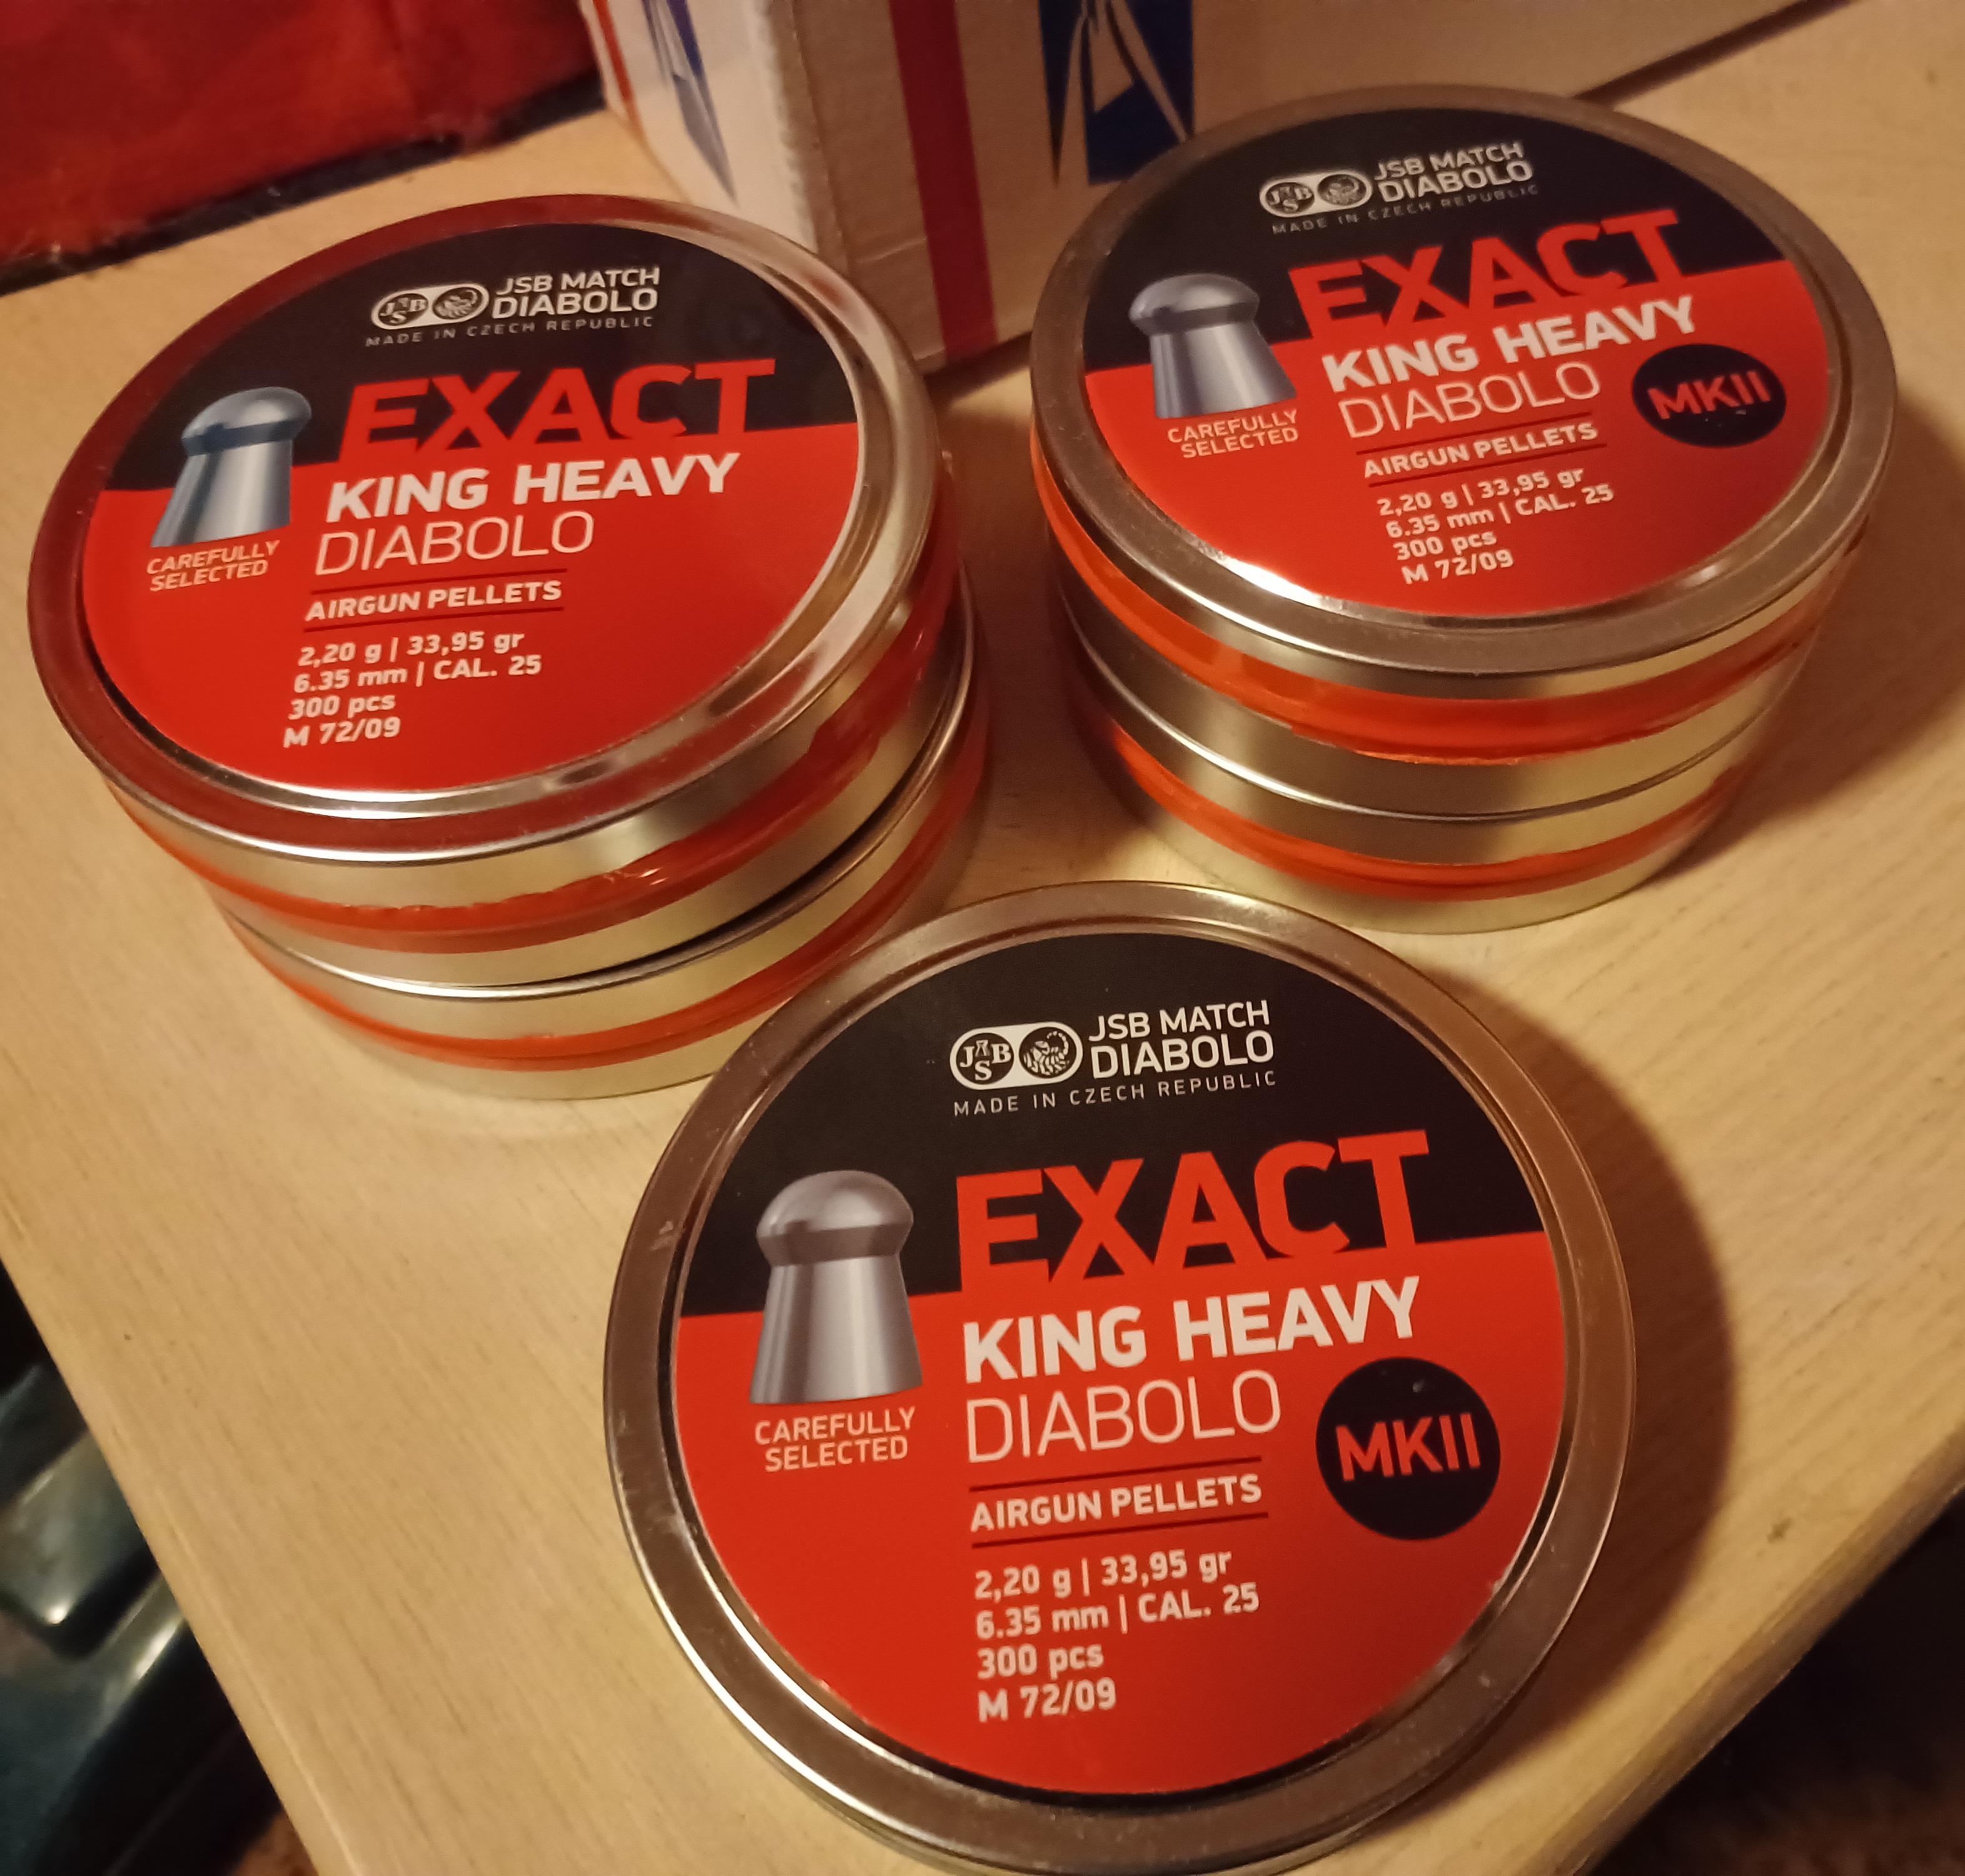 JSB
JSB MATCH
DIABOLO
MADE IN CZECH REPUBLIC
EXACT
KING HEAVY
DIABOLO
CAREFULLY
SELECTED
AIRGUN PELLETS
2,20 g | 33,95 gr
6.35 mm | CAL. 25
300 pcs
M 72/09
JSB
JSB MATCH
DIABOLO
MADE IN CZECH REPUBLIC
EXACT
KING HEAVY
DIABOLO
MKII
CAREFULLY
SELECTED
AIRGUN PELLETS
2,20 g | 33,95 gr
6.35 mm | CAL. 25
300 pcs
M 72/09
JSB
JSB MATCH
DIABOLO
MADE IN CZECH REPUBLIC
EXACT
KING HEAVY
DIABOLO
MKII
CAREFULLY
SELECTED
AIRGUN PELLETS
2,20 g | 33,95 gr
6.35 mm | CAL. 25
300 pcs
M 72/09